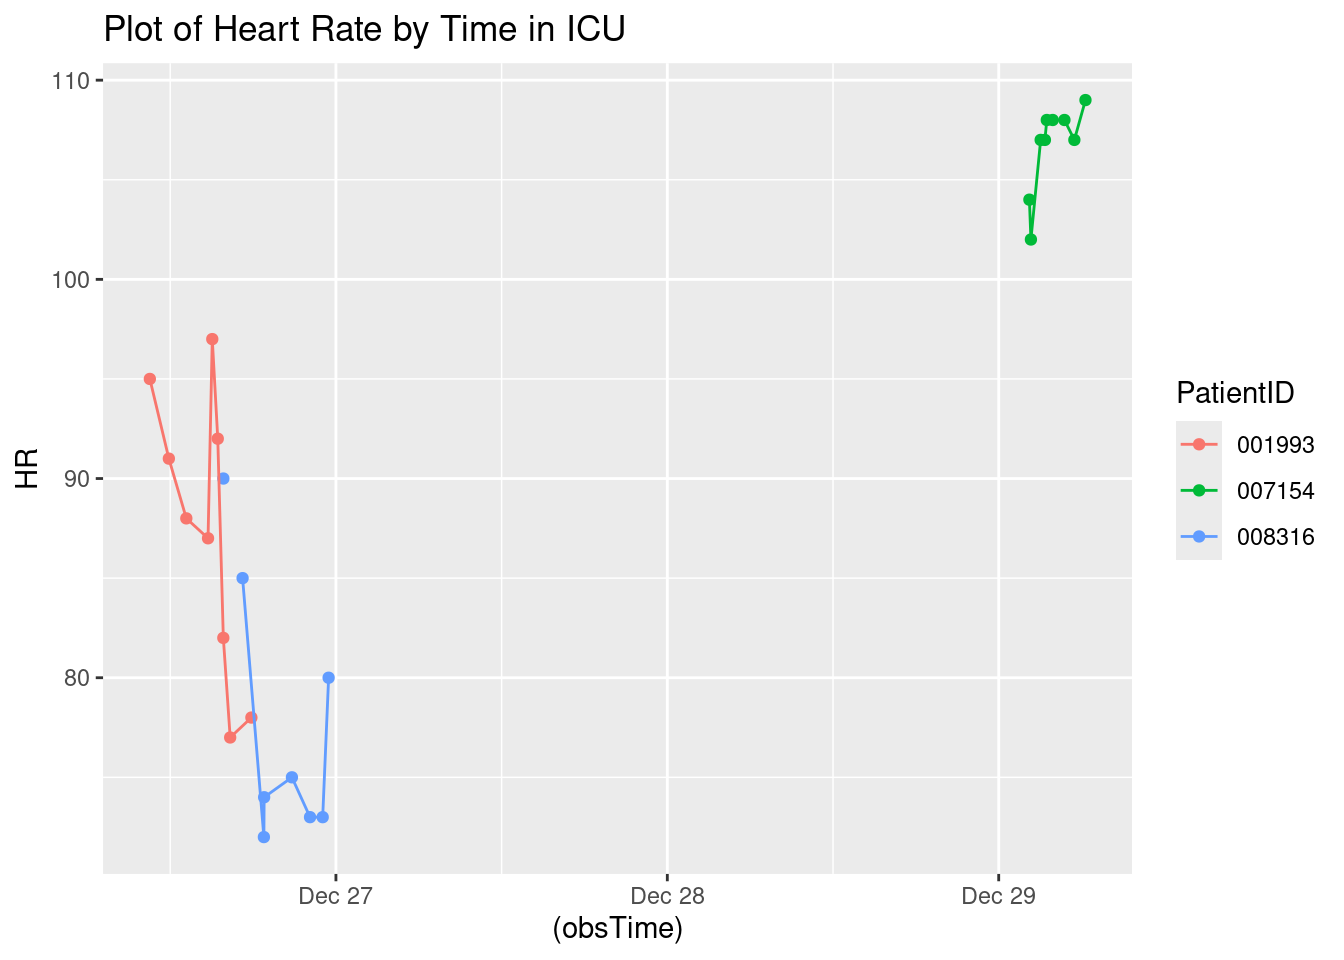 Plot of Heart Rate by Time in ICU
110
100
90
80
HR
Dec 27
Dec 28
Dec 29
(obsTime)
PatientID
001993
007154
008316